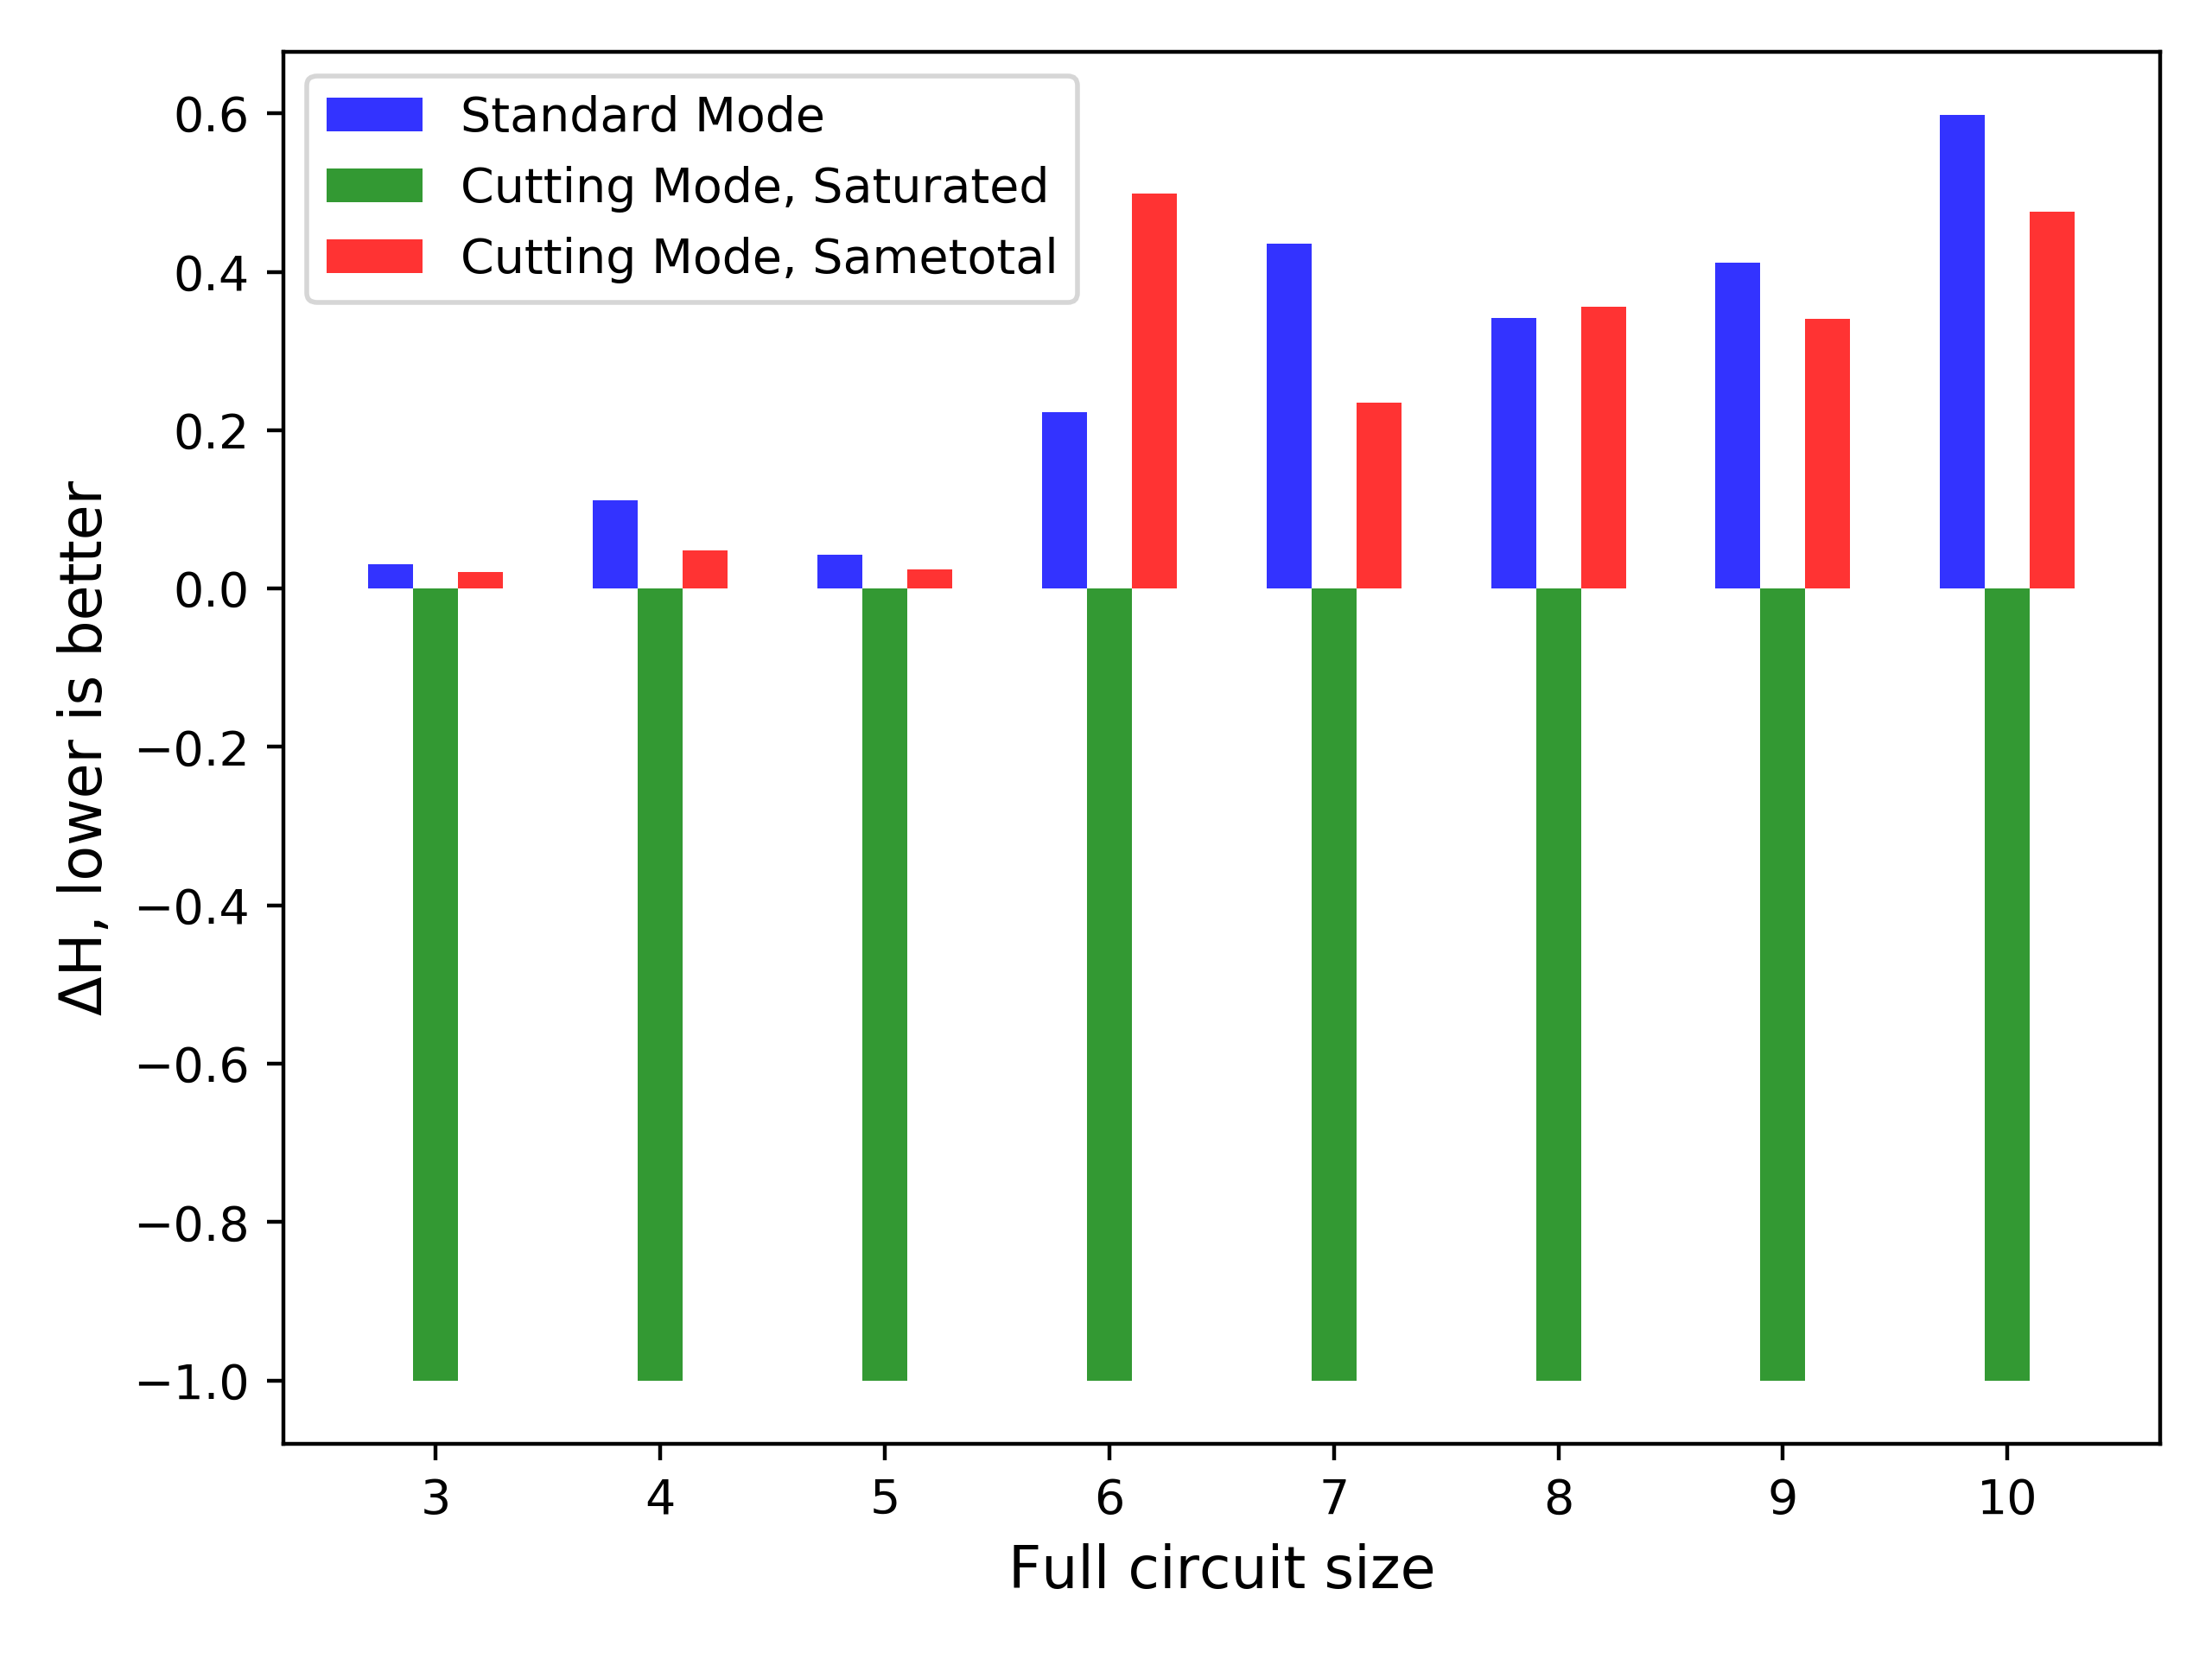 Standard Mode
Cutting Mode, Saturated
Cutting Mode, Sametotal
0.6
0.4
0.2
0.0
−0.2
−0.4
−0.6
−0.8
−1.0
ΔH, lower is better
3 4 5 6 7 8 9 10
Full circuit size